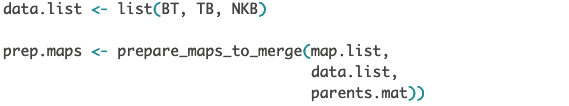 data.list <- list(BT, TB, NKB)
prep.maps <- prepare_maps_to_merge(map.list,
data.list,
parents.mat))